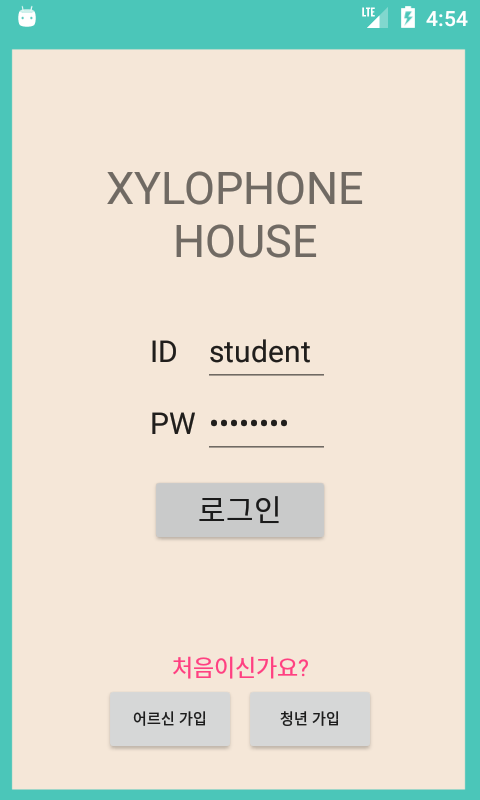 LTE 4:54
XYLOPHONE
HOUSE
ID student
PW ••••••••
로그인
처음이신가요?
어르신 가입 청년 가입